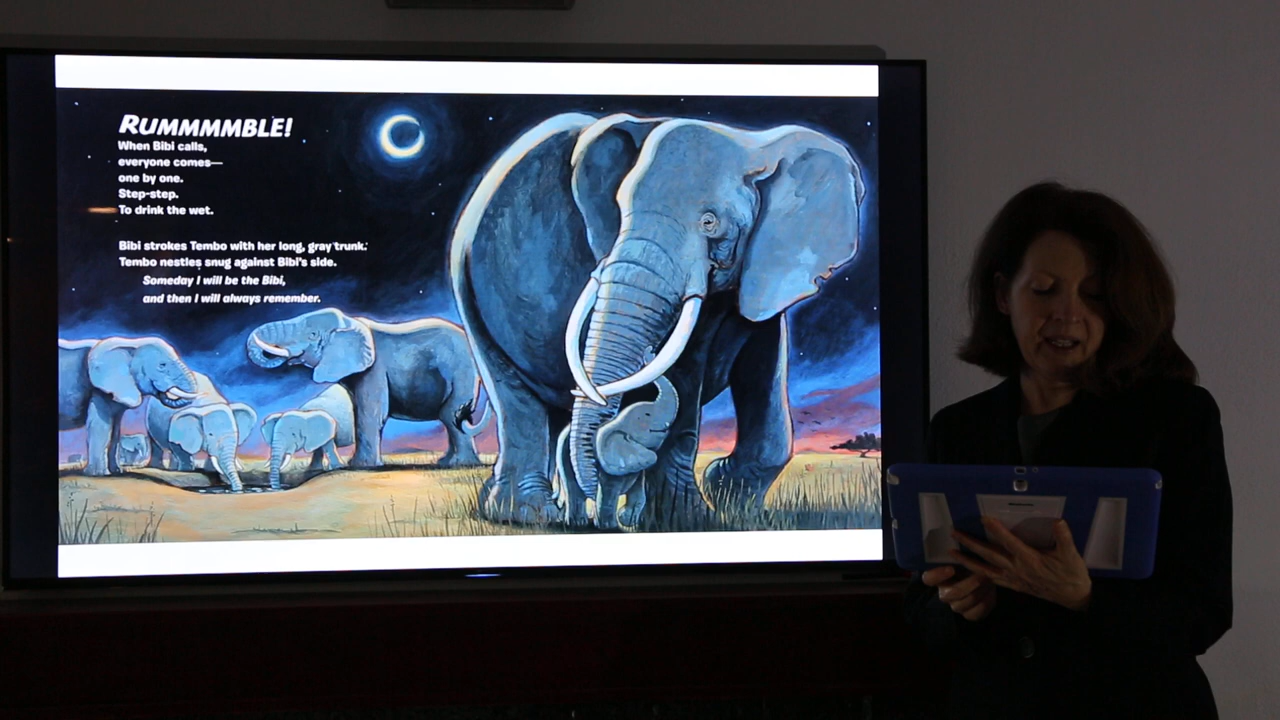 RUMMMMBLE!
When Bibi calls,
everyone comes—
one by one.
Step-step.
To drink the wet.
Bibi strokes Tembo with her long, gray trunk.
Tembo nestles snug against Bibi's side.
Someday I will be the Bibi,
and then I will always remember.